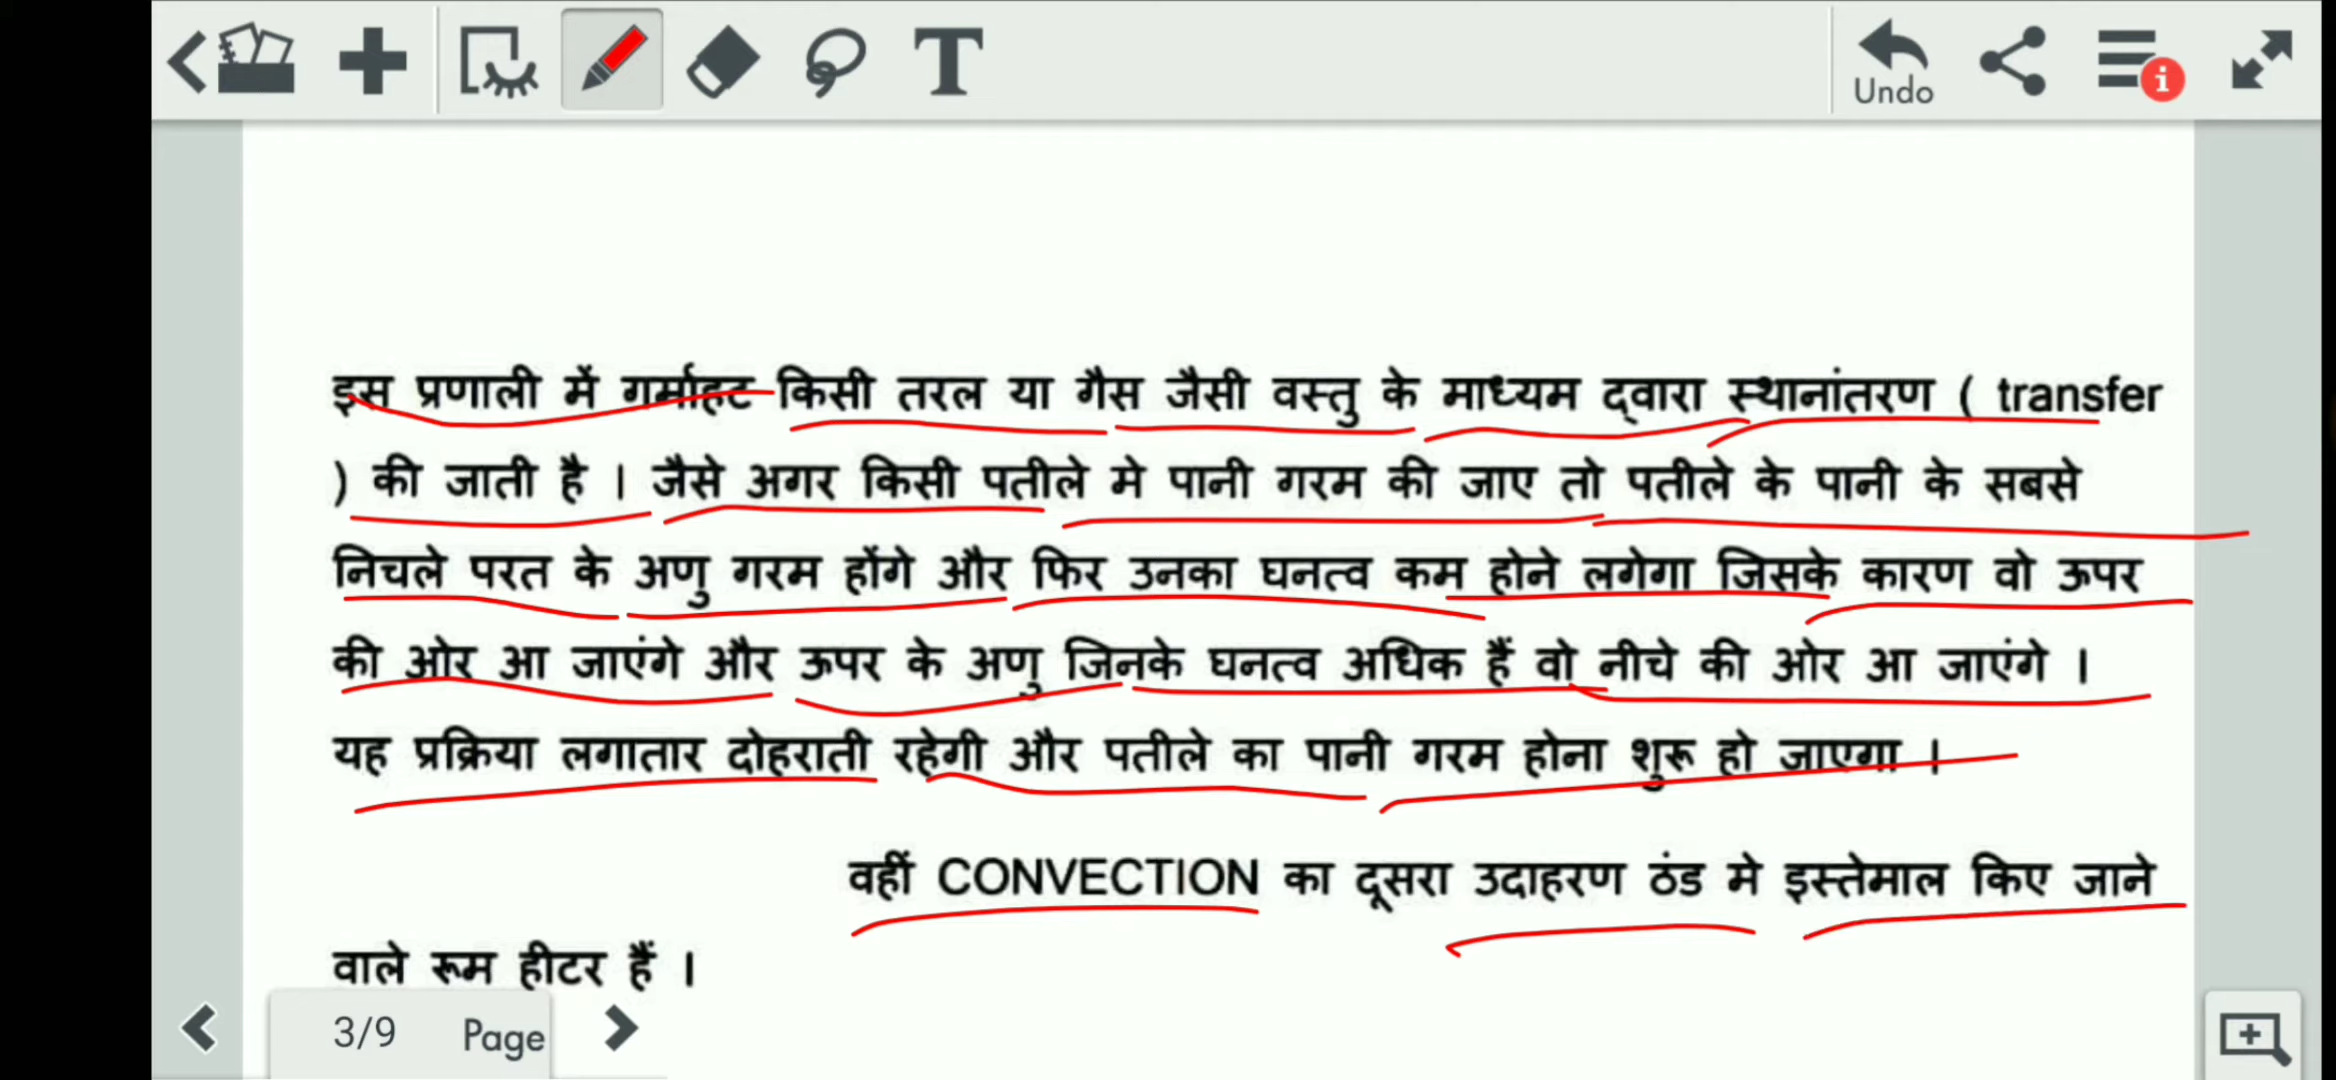 Undo
इस प्रणाली में गर्माहट किसी तरल या गैस जैसी वस्तु के माध्यम द्वारा स्थानांतरण ( transfer
) की जाती है । जैसे अगर किसी पतीले मे पानी गरम की जाए तो पतीले के पानी के सबसे
निचले परत के अणु गरम होंगे और फिर उनका घनत्व कम होने लगेगा जिसके कारण वो ऊपर
की ओर आ जाएंगे और ऊपर के अणु जिनके घनत्व अधिक हैं वो नीचे की ओर आ जाएंगे ।
यह प्रक्रिया लगातार दोहराती रहेगी और पतीले का पानी गरम होना शुरू हो जाएगा ।
वहीं CONVECTION का दूसरा उदाहरण ठंड मे इस्तेमाल किए जाने
वाले रूम हीटर हैं ।
3/9 Page